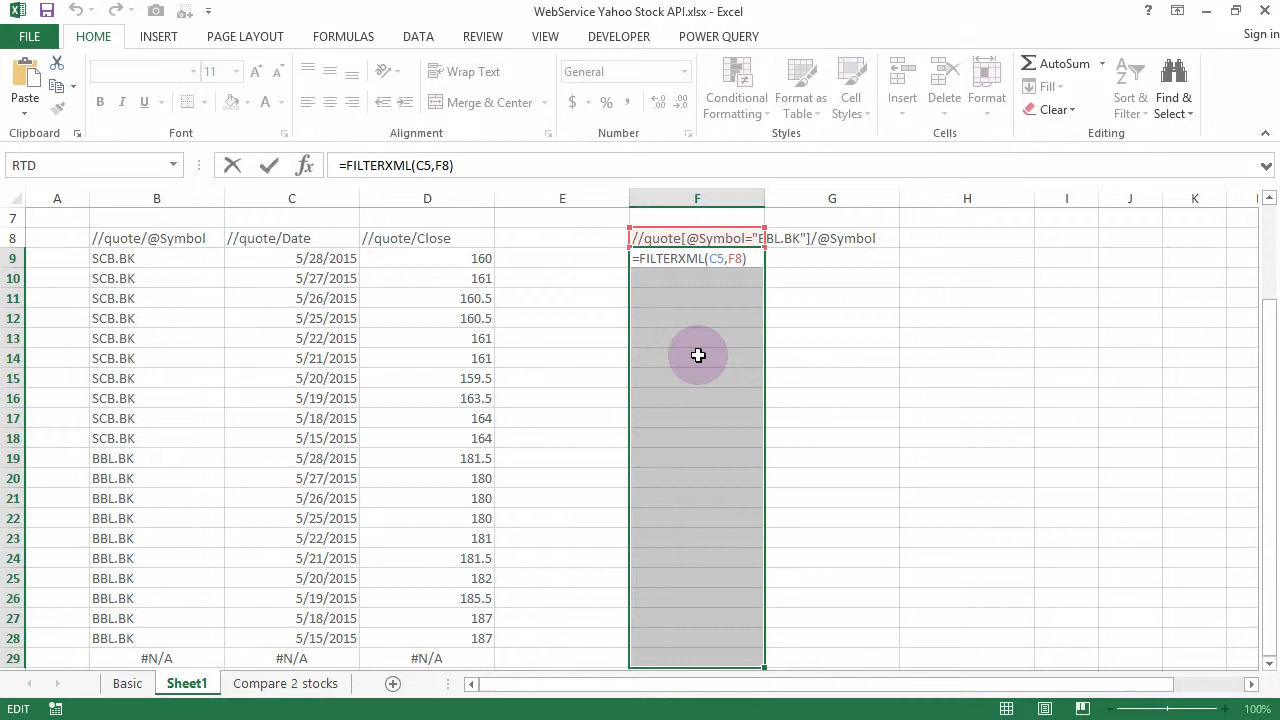 WebService Yahoo Stock API.xlsx - Excel
FILE HOME INSERT PAGE LAYOUT FORMULAS DATA REVIEW VIEW DEVELOPER POWER QUERY Sign in
Paste
11
Wrap Text
General
Merge & Center
$ % ,
B I U
Conditional Formatting
Format as Table
Cell Styles
Insert
Delete
Format
AutoSum
Fill
Clear
Sort & Filter
Find & Select
Clipboard Font Alignment Number Styles Cells Editing
RTD =FILTERXML(C5,F8)
A B C D E F G H I J K
7
8 //quote/@Symbol //quote/Date //quote/Close //quote[@Symbol="BBL.BK"]/@Symbol
9 SCB.BK 5/28/2015 160 =FILTERXML(C5,F8)
10 SCB.BK 5/27/2015 161
11 SCB.BK 5/26/2015 160.5
12 SCB.BK 5/25/2015 160.5
13 SCB.BK 5/22/2015 161
14 SCB.BK 5/21/2015 161
15 SCB.BK 5/20/2015 159.5
16 SCB.BK 5/19/2015 163.5
17 SCB.BK 5/18/2015 164
18 SCB.BK 5/15/2015 164
19 BBL.BK 5/28/2015 181.5
20 BBL.BK 5/27/2015 180
21 BBL.BK 5/26/2015 180
22 BBL.BK 5/25/2015 180
23 BBL.BK 5/22/2015 181
24 BBL.BK 5/21/2015 181.5
25 BBL.BK 5/20/2015 182
26 BBL.BK 5/19/2015 185.5
27 BBL.BK 5/18/2015 187
28 BBL.BK 5/15/2015 187
29 #N/A #N/A #N/A
Basic Sheet1 Compare 2 stocks
EDIT 100%